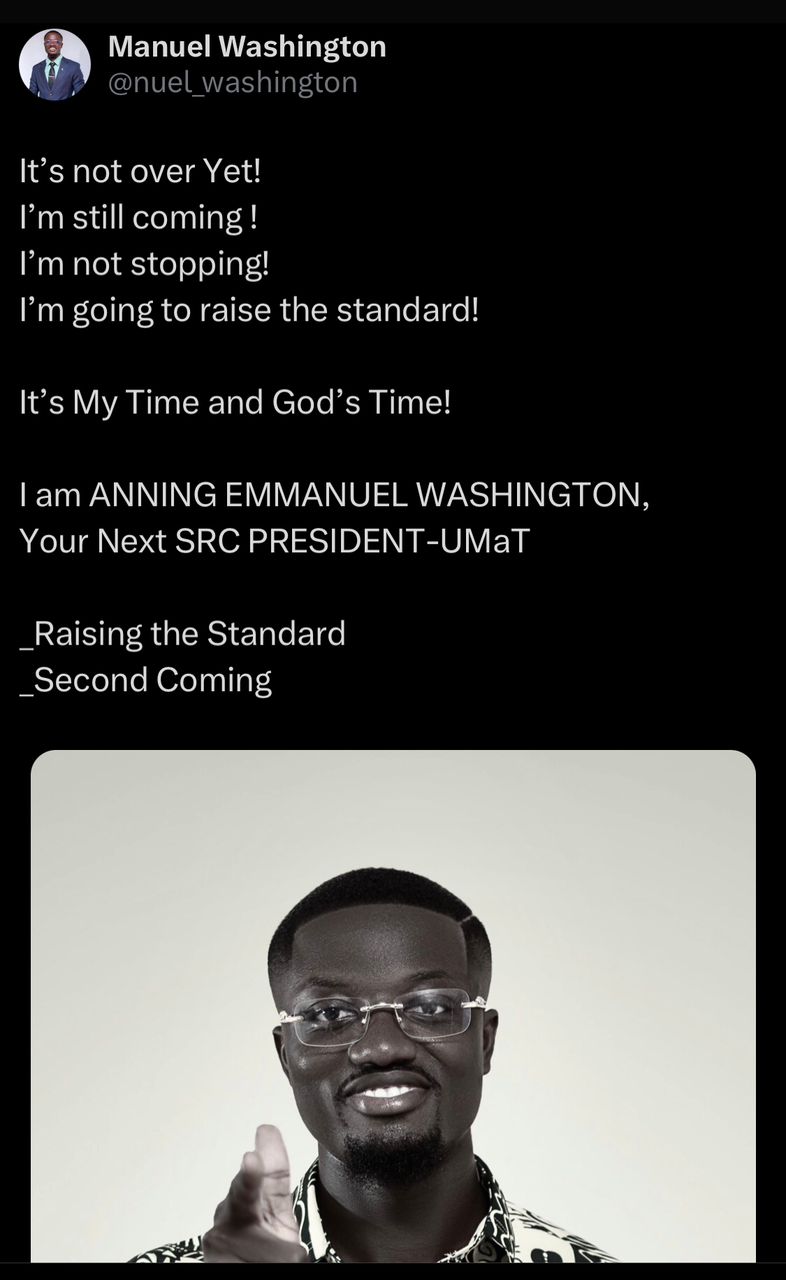 Manuel Washington
@nuel_washington
It’s not over Yet!
I’m still coming !
I’m not stopping!
I’m going to raise the standard!
It’s My Time and God’s Time!
I am ANNING EMMANUEL WASHINGTON,
Your Next SRC PRESIDENT-UMaT
_Raising the Standard
_Second Coming